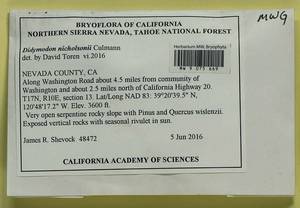 MWG
BRYOFLORA OF CALIFORNIA
NORTHERN SIERRA NEVADA, TAHOE NATIONAL FOREST
Didymodon nicholsonii Culmann
det. by David Toren vi.2016
Herbarium MWG Bryophyta
NEVADA COUNTY, CA
Along Washington Road about 4.5 miles from community of
Washington and about 2.5 miles north of California Highway 20.
T17N, R10E, section 13. Lat/Long NAD 83: 39°20'39.5" N,
120°48'17.2" W. Elev. 3600 ft.
Very open serpentine rocky slope with Pinus and Quercus wislenzii.
Exposed vertical rocks with seasonal rivulet in sun.
James R. Shevock 48472
5 Jun 2016
CALIFORNIA ACADEMY OF SCIENCES